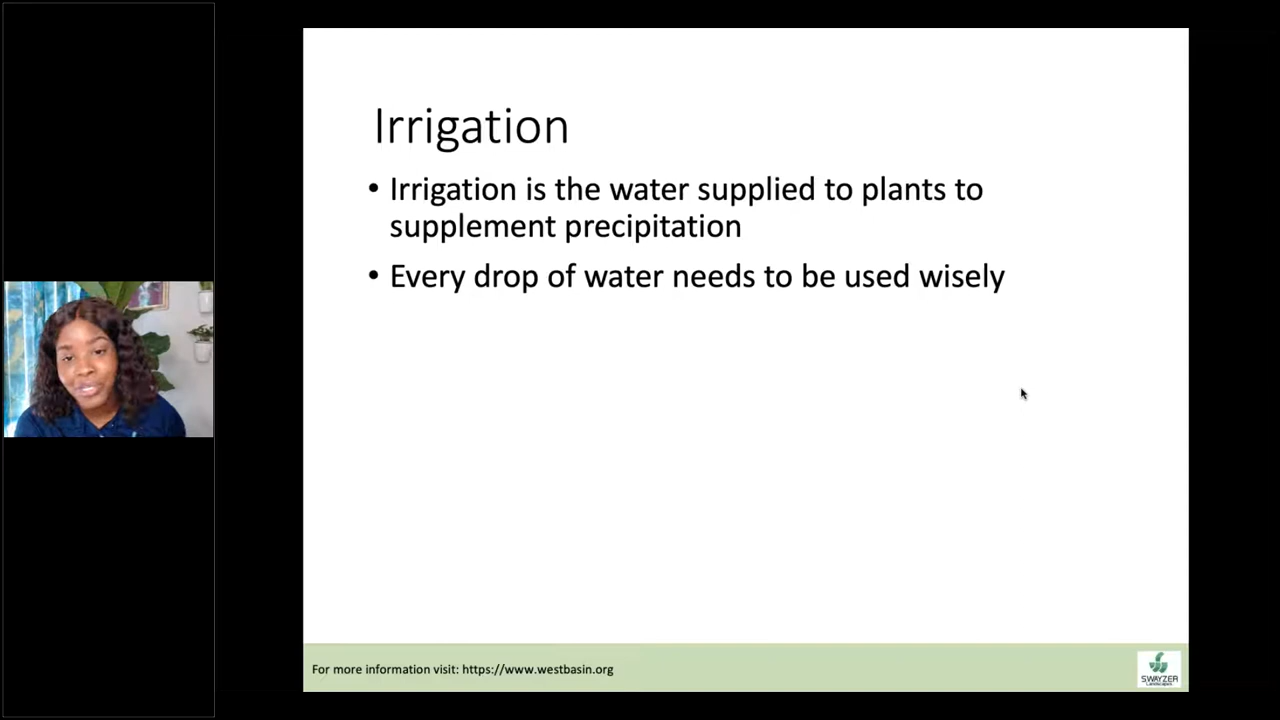 Irrigation
• Irrigation is the water supplied to plants to
supplement precipitation
• Every drop of water needs to be used wisely
For more information visit: https://www.westbasin.org
SWAYZER
Landscapes